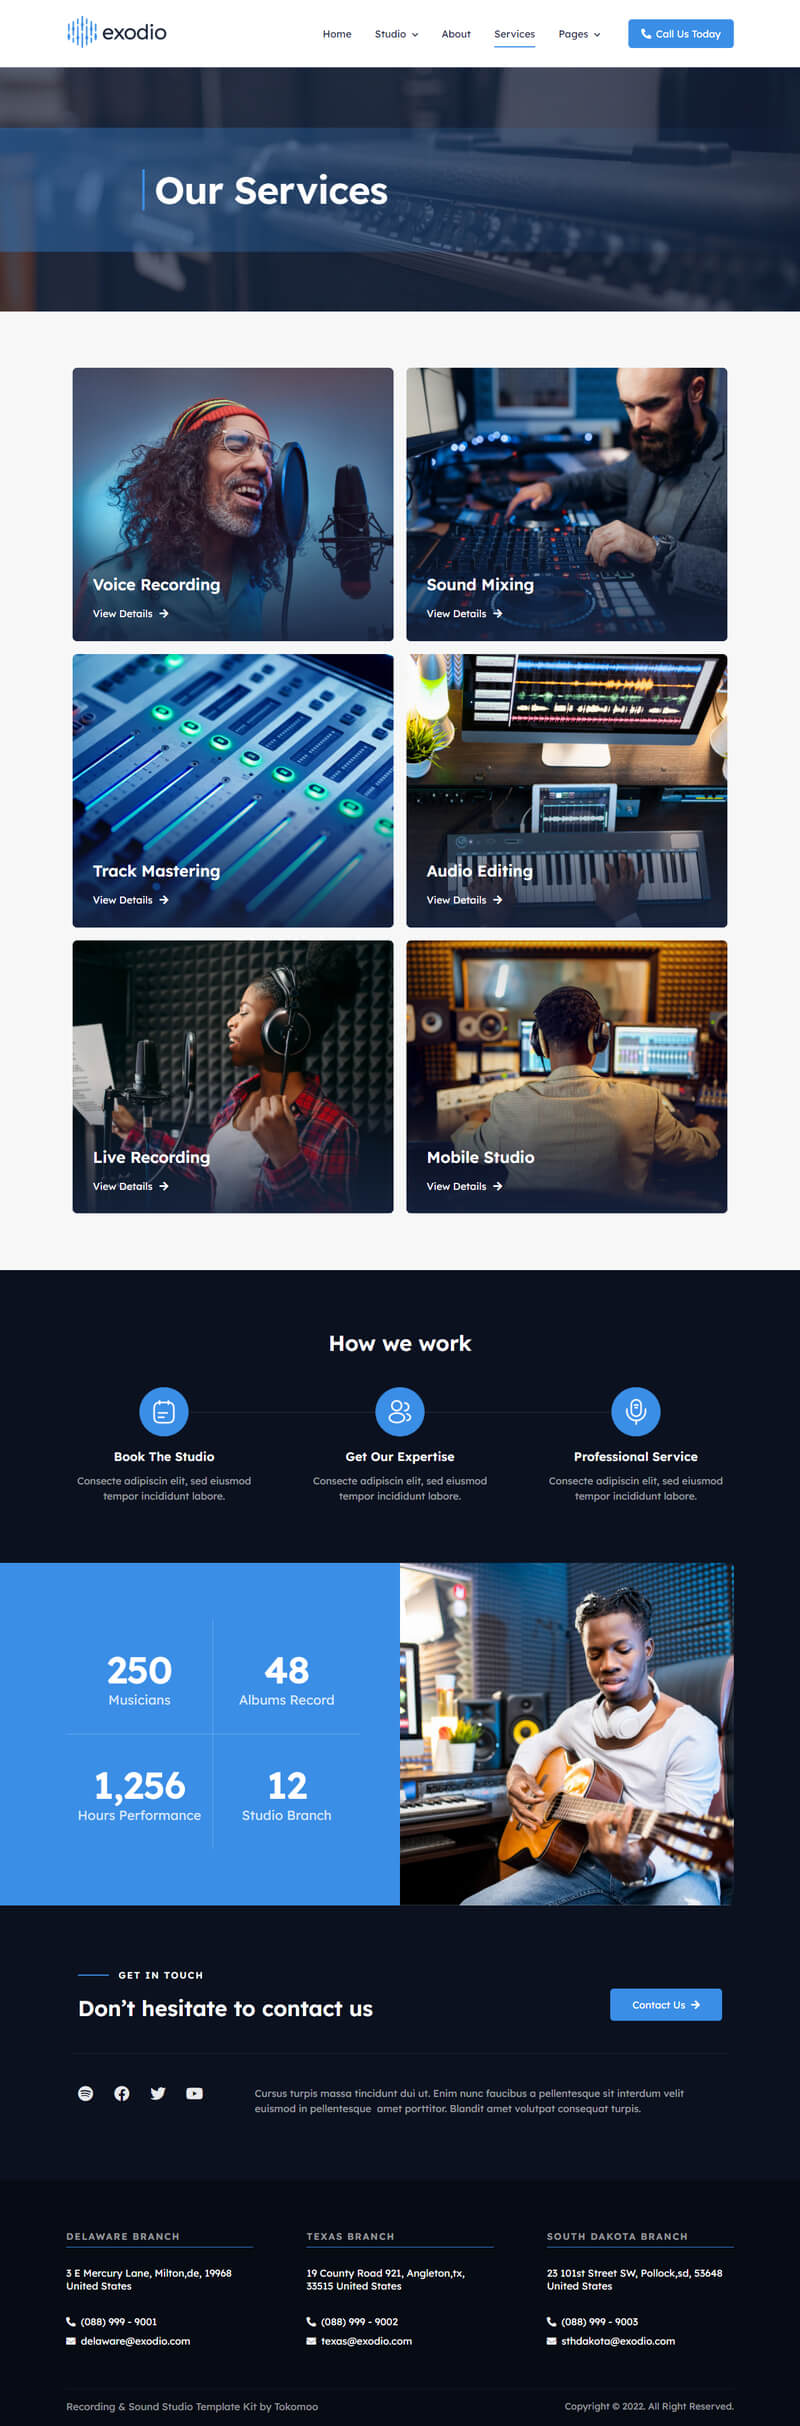 exodio
Home Studio About Services Pages Call Us Today
Our Services
Voice Recording
View Details
Sound Mixing
View Details
Track Mastering
View Details
Audio Editing
View Details
Live Recording
View Details
Mobile Studio
View Details
How we work
Book The Studio
Consecte adipiscin elit, sed eiusmod
tempor incididunt labore.
Get Our Expertise
Consecte adipiscin elit, sed eiusmod
tempor incididunt labore.
Professional Service
Consecte adipiscin elit, sed eiusmod
tempor incididunt labore.
250
Musicians
48
Albums Record
1,256
Hours Performance
12
Studio Branch
GET IN TOUCH
Don’t hesitate to contact us
Contact Us
Cursus turpis massa tincidunt dui ut. Enim nunc faucibus a pellentesque sit interdum velit
euismod in pellentesque amet porttitor. Blandit amet volutpat consequat turpis.
DELAWARE BRANCH
3 E Mercury Lane, Milton,de, 19968
United States
(088) 999 - 9001
delaware@exodio.com
TEXAS BRANCH
19 County Road 921, Angleton,tx,
33515 United States
(088) 999 - 9002
texas@exodio.com
SOUTH DAKOTA BRANCH
23 101st Street SW, Pollock,sd, 53648
United States
(088) 999 - 9003
sthdakota@exodio.com
Recording & Sound Studio Template Kit by Tokomoo
Copyright © 2022. All Right Reserved.